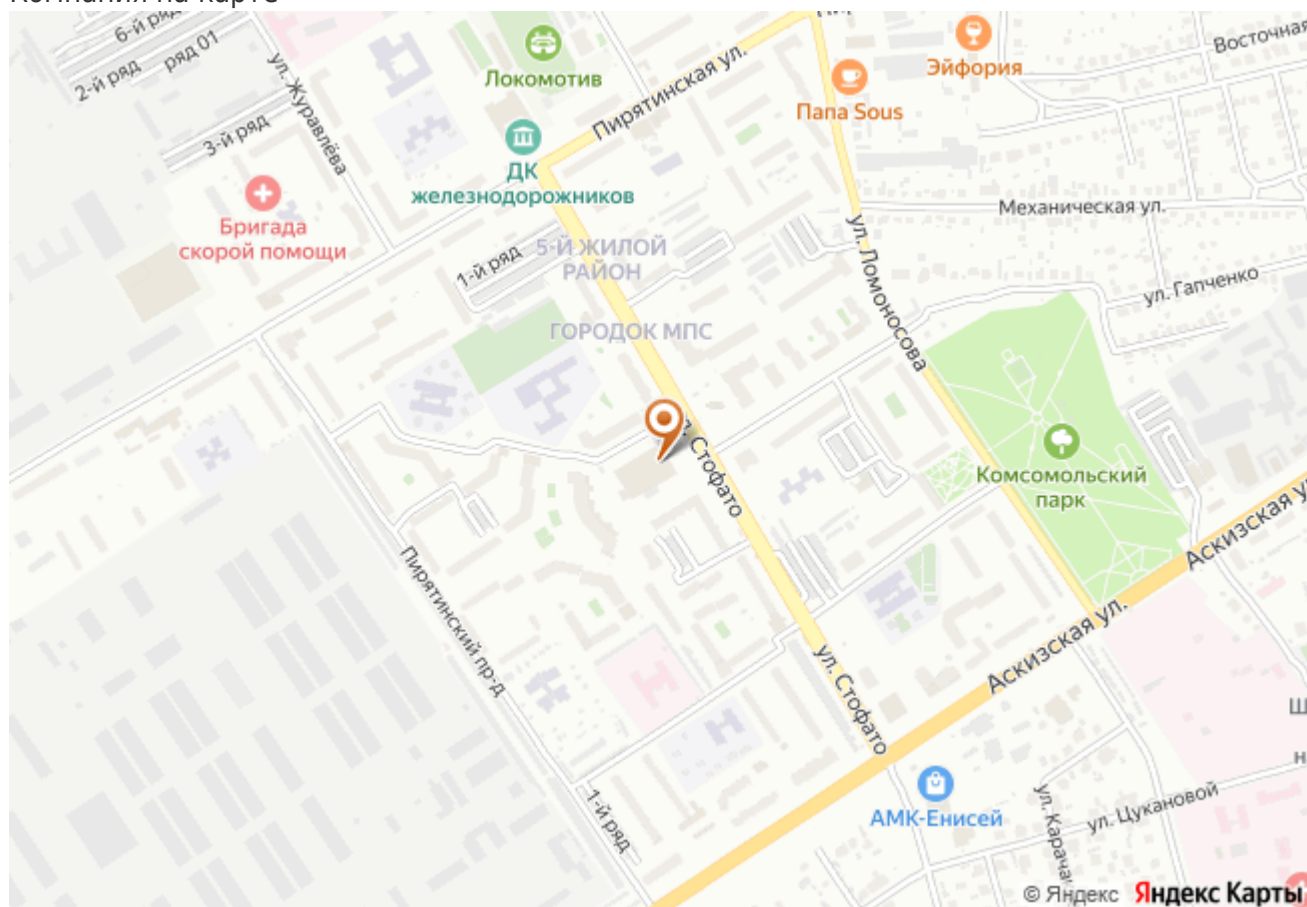 6-й ряд
2-й ряд
ряд 01
ул. Журавлёва
3-й ряд
Локомотив
Пирятинская ул.
Эйфория
Восточная
Папа Sous
ДК
железнодорожников
Механическая ул.
Бригада
скорой помощи
1-й ряд
5-Й ЖИЛОЙ
РАЙОН
ул. Ломоносова
ул. Гапченко
ГОРОДОК МПС
ул. Стофато
Комсомольский
парк
Аскизская ул.
Пирятинский пр-д
Аскизская ул.
ул. Стофато
1-й ряд
АМК-Енисей
ул. Цукановой
© Яндекс Яндекс Карты